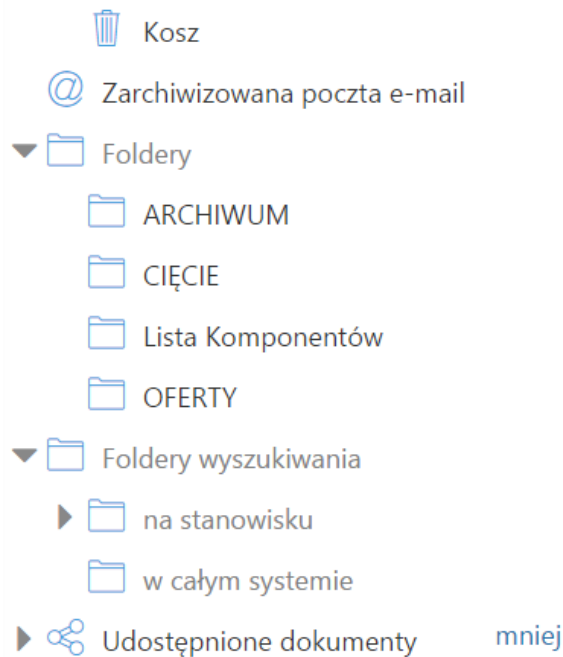 Kosz
Zarchiwizowana poczta e-mail
Foldery
ARCHIWUM
CIĘCIE
Lista Komponentów
OFERTY
Foldery wyszukiwania
na stanowisku
w całym systemie
Udostępnione dokumenty mniej